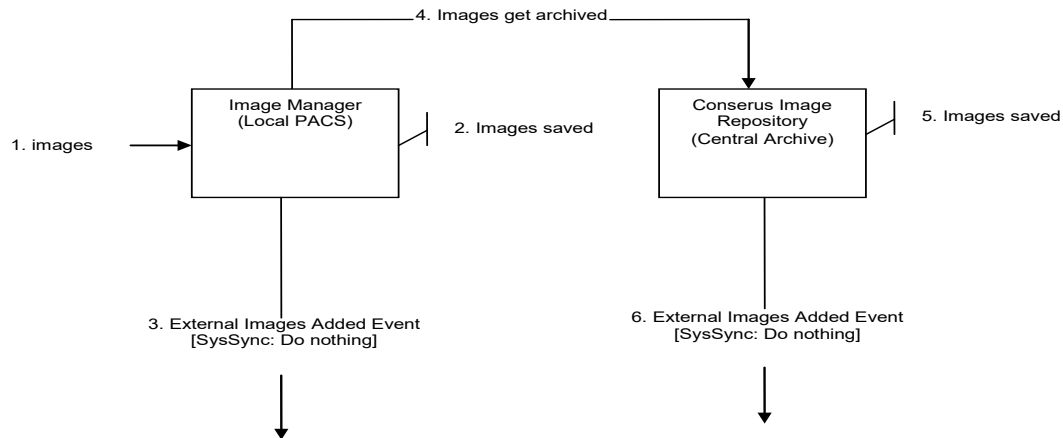 4. Images get archived
Image Manager
(Local PACS)
Conserus Image
Repository
(Central Archive)
1. images
2. Images saved
5. Images saved
3. External Images Added Event
[SysSync: Do nothing]
6. External Images Added Event
[SysSync: Do nothing]